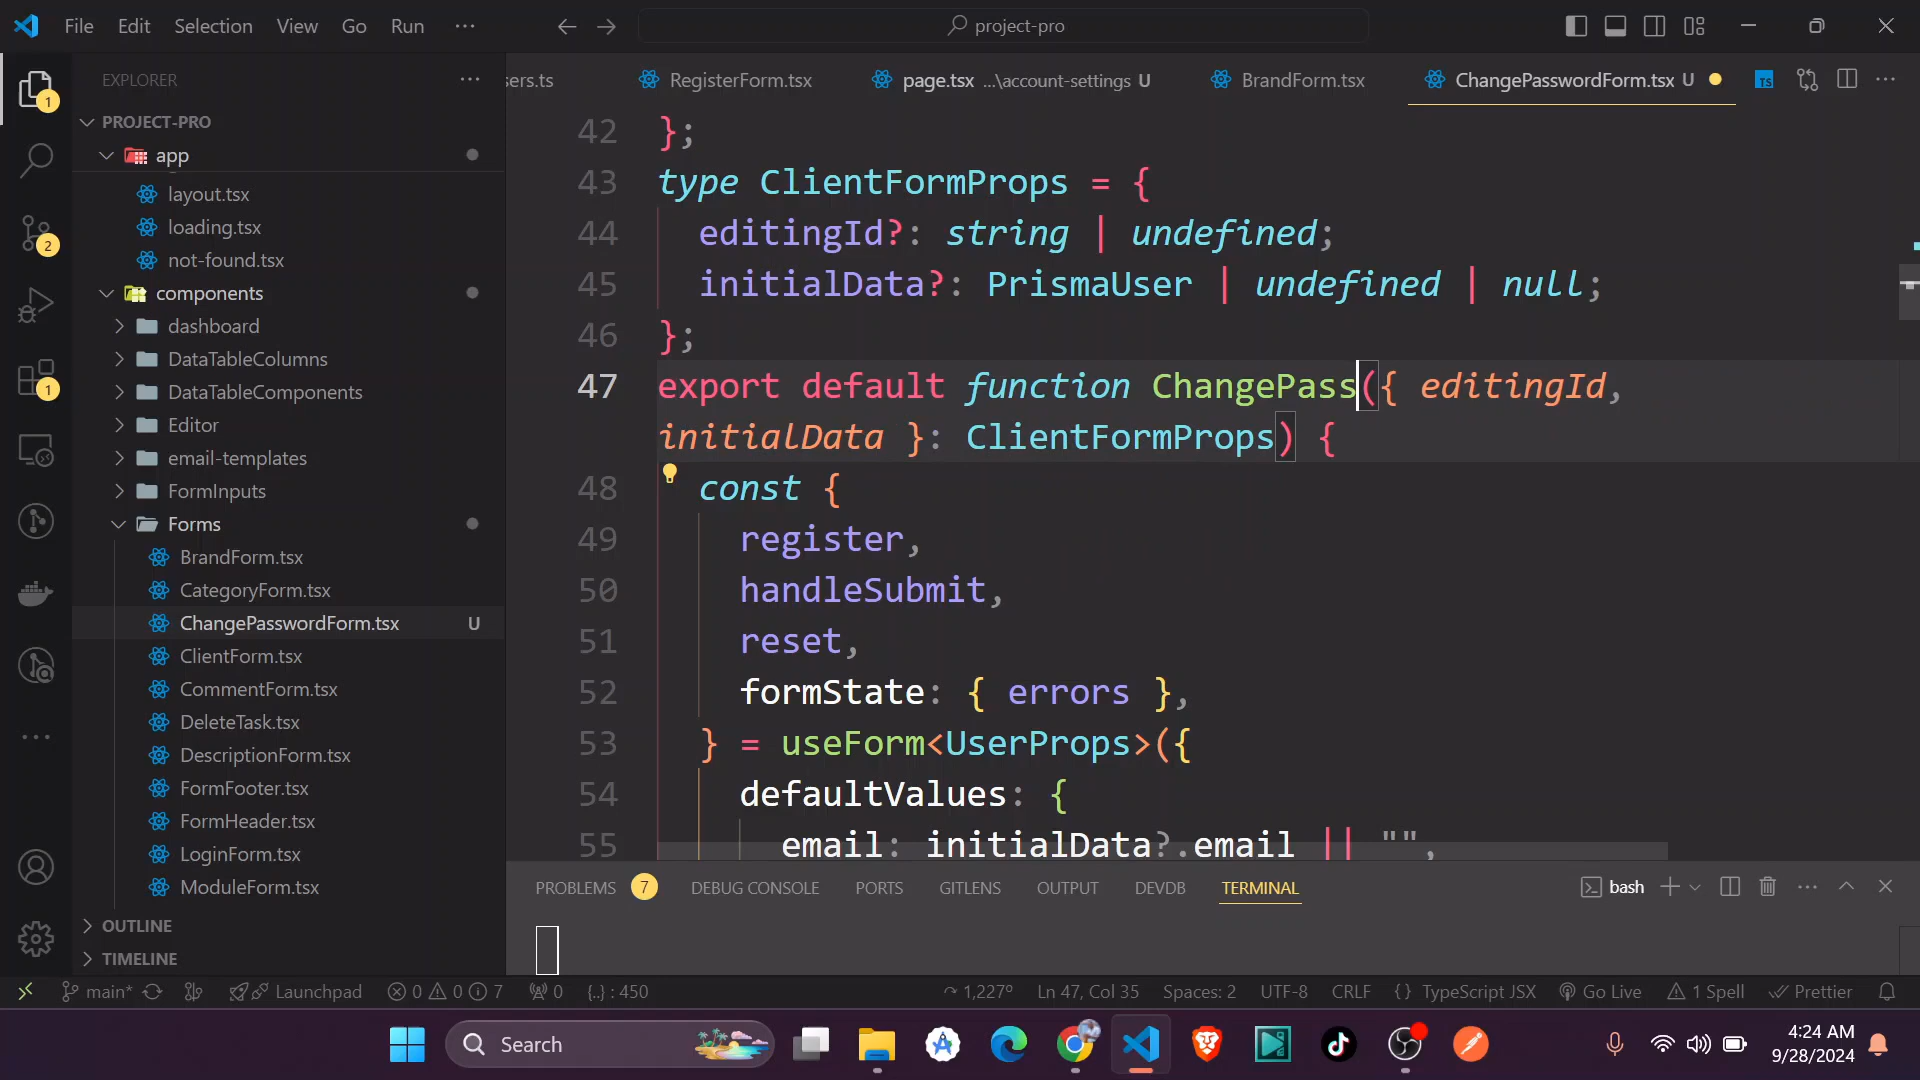 File Edit Selection View Go Run ···
project-pro
EXPLORER
PROJECT-PRO
app
layout.tsx
loading.tsx
not-found.tsx
components
dashboard
DataTableColumns
DataTableComponents
Editor
email-templates
FormInputs
Forms
BrandForm.tsx
CategoryForm.tsx
ChangePasswordForm.tsx U
ClientForm.tsx
CommentForm.tsx
DeleteTask.tsx
DescriptionForm.tsx
FormFooter.tsx
FormHeader.tsx
LoginForm.tsx
ModuleForm.tsx
OUTLINE
TIMELINE
1
2
1
sers.ts RegisterForm.tsx page.tsx ...\account-settings U BrandForm.tsx ChangePasswordForm.tsx U TS
42 };
43 type ClientFormProps = {
44 editingId?: string | undefined;
45 initialData?: PrismaUser | undefined | null;
46 };
47 export default function ChangePass({ editingId,
initialData }: ClientFormProps) {
48 const {
49 register,
50 handleSubmit,
51 reset,
52 formState: { errors },
53 } = useForm<UserProps>({
54 defaultValues: {
55 email: initialData?.email || "",
PROBLEMS 7 DEBUG CONSOLE PORTS GITLENS OUTPUT DEVDB TERMINAL bash
main* Launchpad 0 0 7 0 {..} : 450 1,227° Ln 47, Col 35 Spaces: 2 UTF-8 CRLF {} TypeScript JSX Go Live 1 Spell Prettier
Search
4:24 AM
9/28/2024